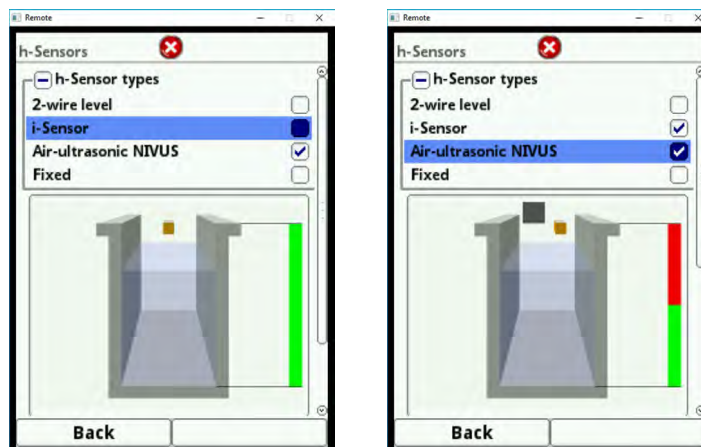 Remote
h-Sensors
h-Sensor types
2-wire level
i-Sensor
Air-ultrasonic NIVUS
Fixed
Back
Remote
h-Sensors
h-Sensor types
2-wire level
i-Sensor
Air-ultrasonic NIVUS
Fixed
Back